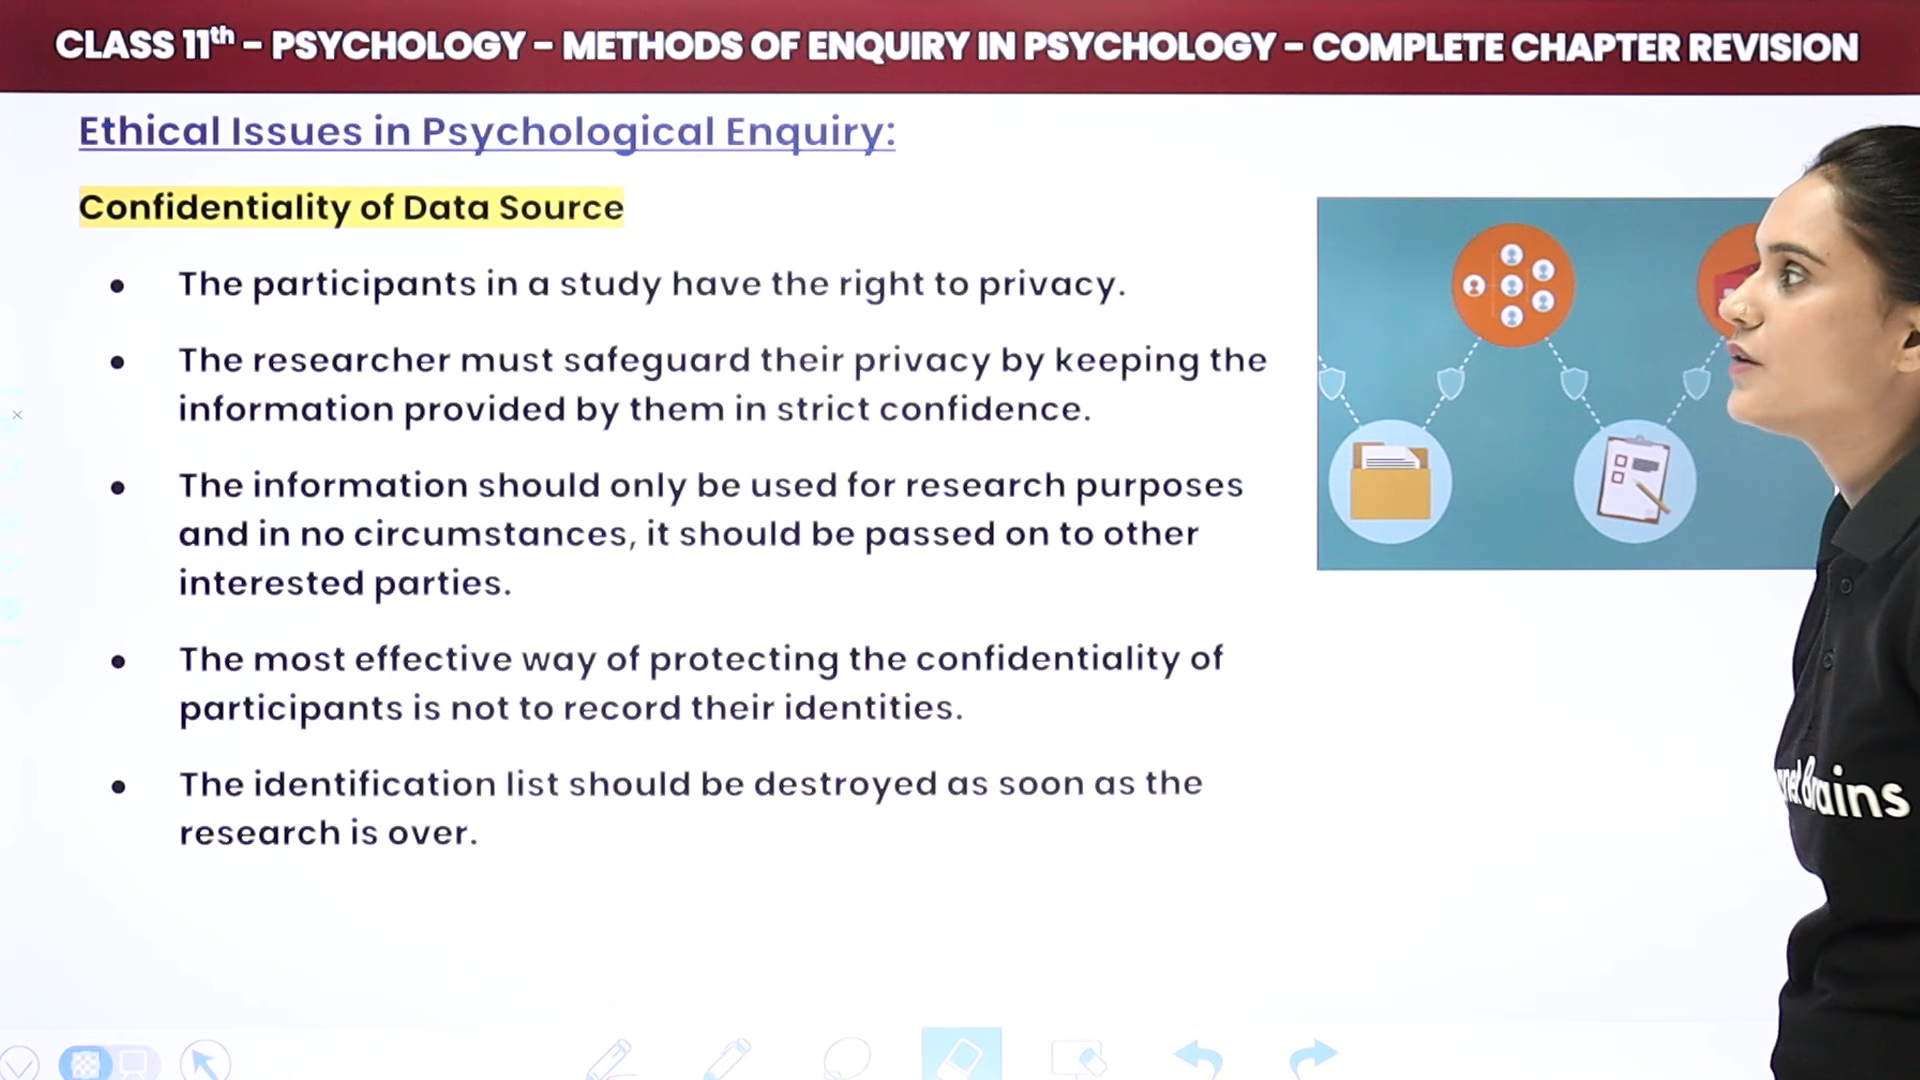 CLASS 11th – PSYCHOLOGY – METHODS OF ENQUIRY IN PSYCHOLOGY – COMPLETE CHAPTER REVISION
Ethical Issues in Psychological Enquiry:
Confidentiality of Data Source
• The participants in a study have the right to privacy.
• The researcher must safeguard their privacy by keeping the
information provided by them in strict confidence.
• The information should only be used for research purposes
and in no circumstances, it should be passed on to other
interested parties.
• The most effective way of protecting the confidentiality of
participants is not to record their identities.
• The identification list should be destroyed as soon as the
research is over.
Brains